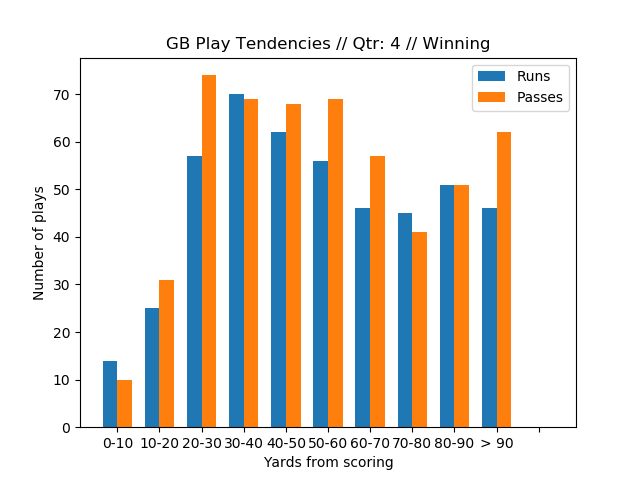 GB Play Tendencies // Qtr: 4 // Winning
Runs
Passes
Number of plays
70
60
50
40
30
20
10
0
0-10 10-20 20-30 30-40 40-50 50-60 60-70 70-80 80-90 > 90
Yards from scoring